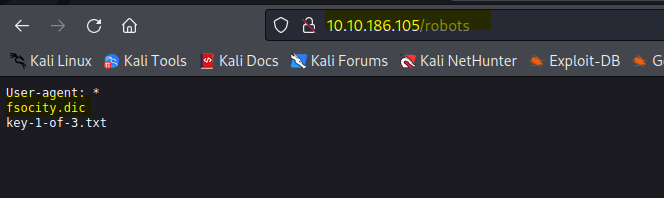 10.10.186.105/robots
Kali Linux Kali Tools Kali Docs Kali Forums Kali NetHunter Exploit-DB
User-agent: *
fsocity.dic
key-1-of-3.txt